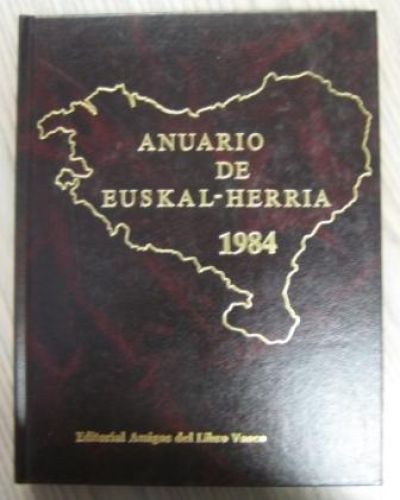 ANUARIO
DE
EUSKAL-HERRIA
1984
Editorial Amigos del Libro Vasco